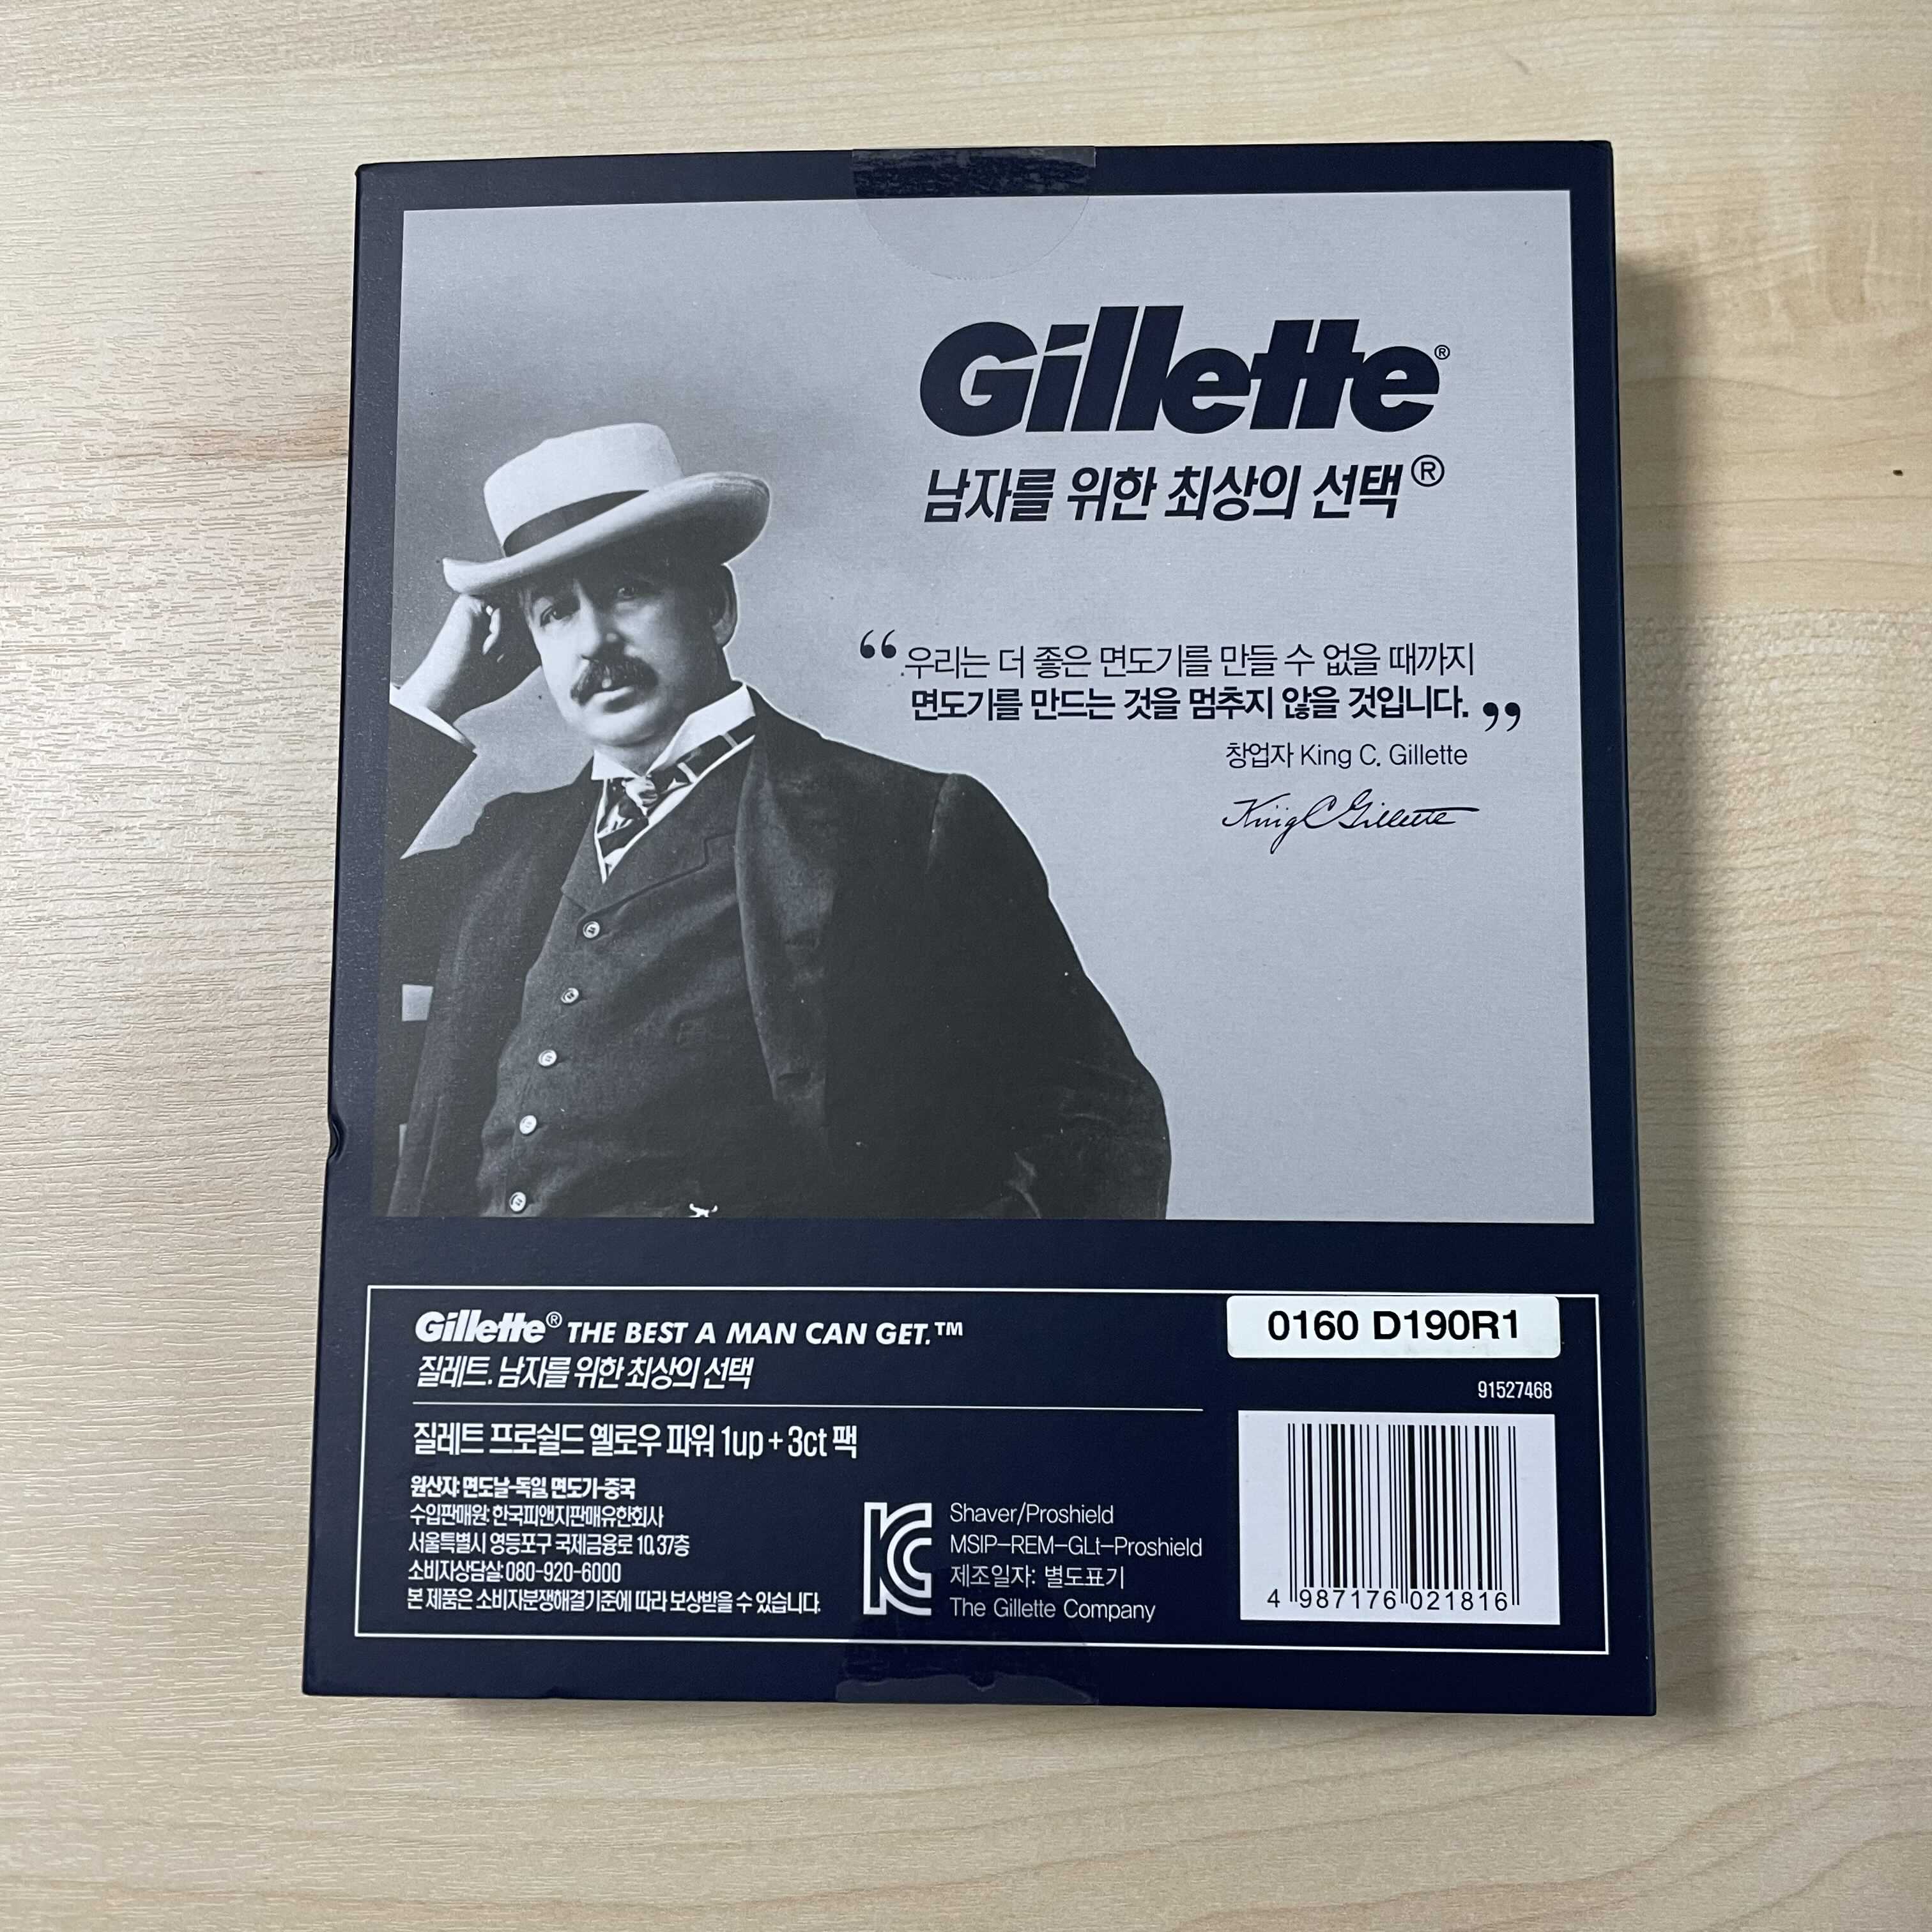 Gillette®
남자를 위한 최상의 선택®
“우리는 더 좋은 면도기를 만들 수 없을 때까지
면도기를 만드는 것을 멈추지 않을 것입니다.”
창업자 King C. Gillette
King C Gillette
Gillette® THE BEST A MAN CAN GET.™
질레트. 남자를 위한 최상의 선택
질레트 프로쉴드 옐로우 파워 1up + 3ct 팩
원산지: 면도날-독일, 면도기-중국
수입판매원: 한국피앤지판매유한회사
서울특별시 영등포구 국제금융로 10, 37층
소비자상담실: 080-920-6000
본 제품은 소비자분쟁해결기준에 따라 보상받을 수 있습니다.
Shaver/Proshield
MSIP-REM-GLt-Proshield
제조일자: 별도표기
The Gillette Company
0160 D190R1
91527468
4 987176 021816